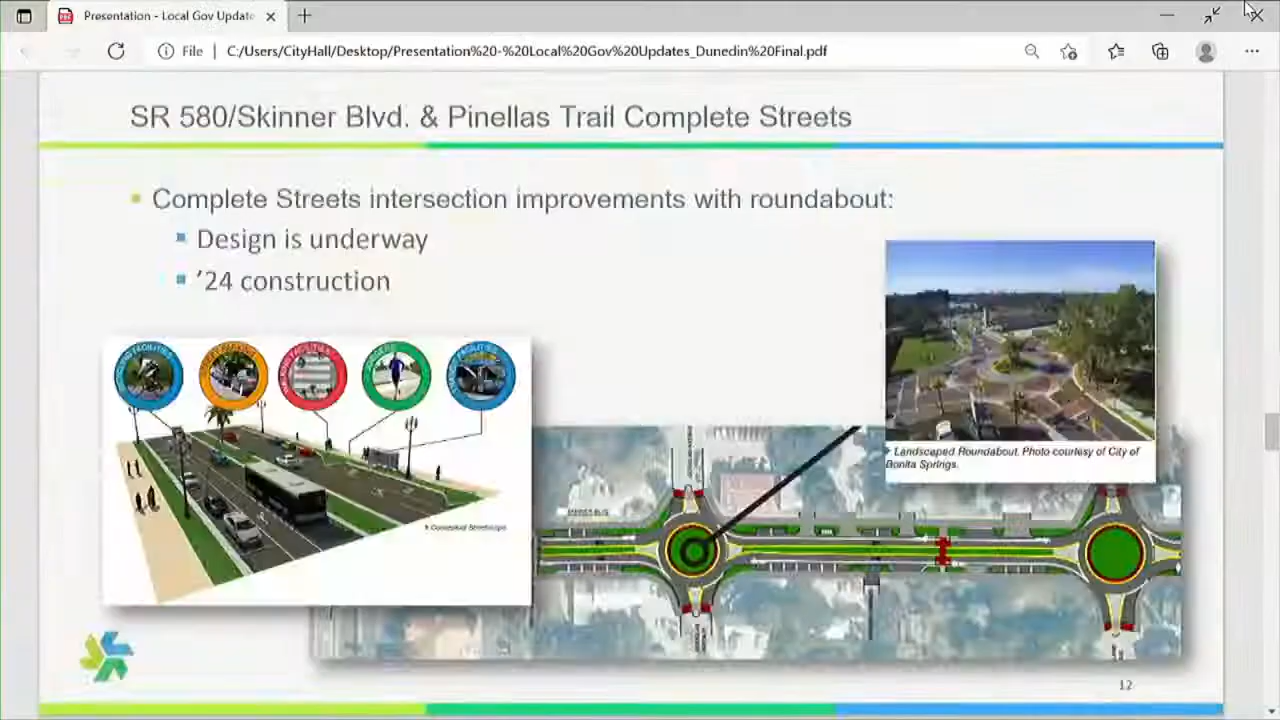 Presentation - Local Gov Update
File | C:/Users/CityHall/Desktop/Presentation%20-%20Local%20Gov%20Updates_Dunedin%20Final.pdf
SR 580/Skinner Blvd. & Pinellas Trail Complete Streets
Complete Streets intersection improvements with roundabout:
Design is underway
’24 construction
Landscaped Roundabout. Photo courtesy of City of
Bonita Springs.
12